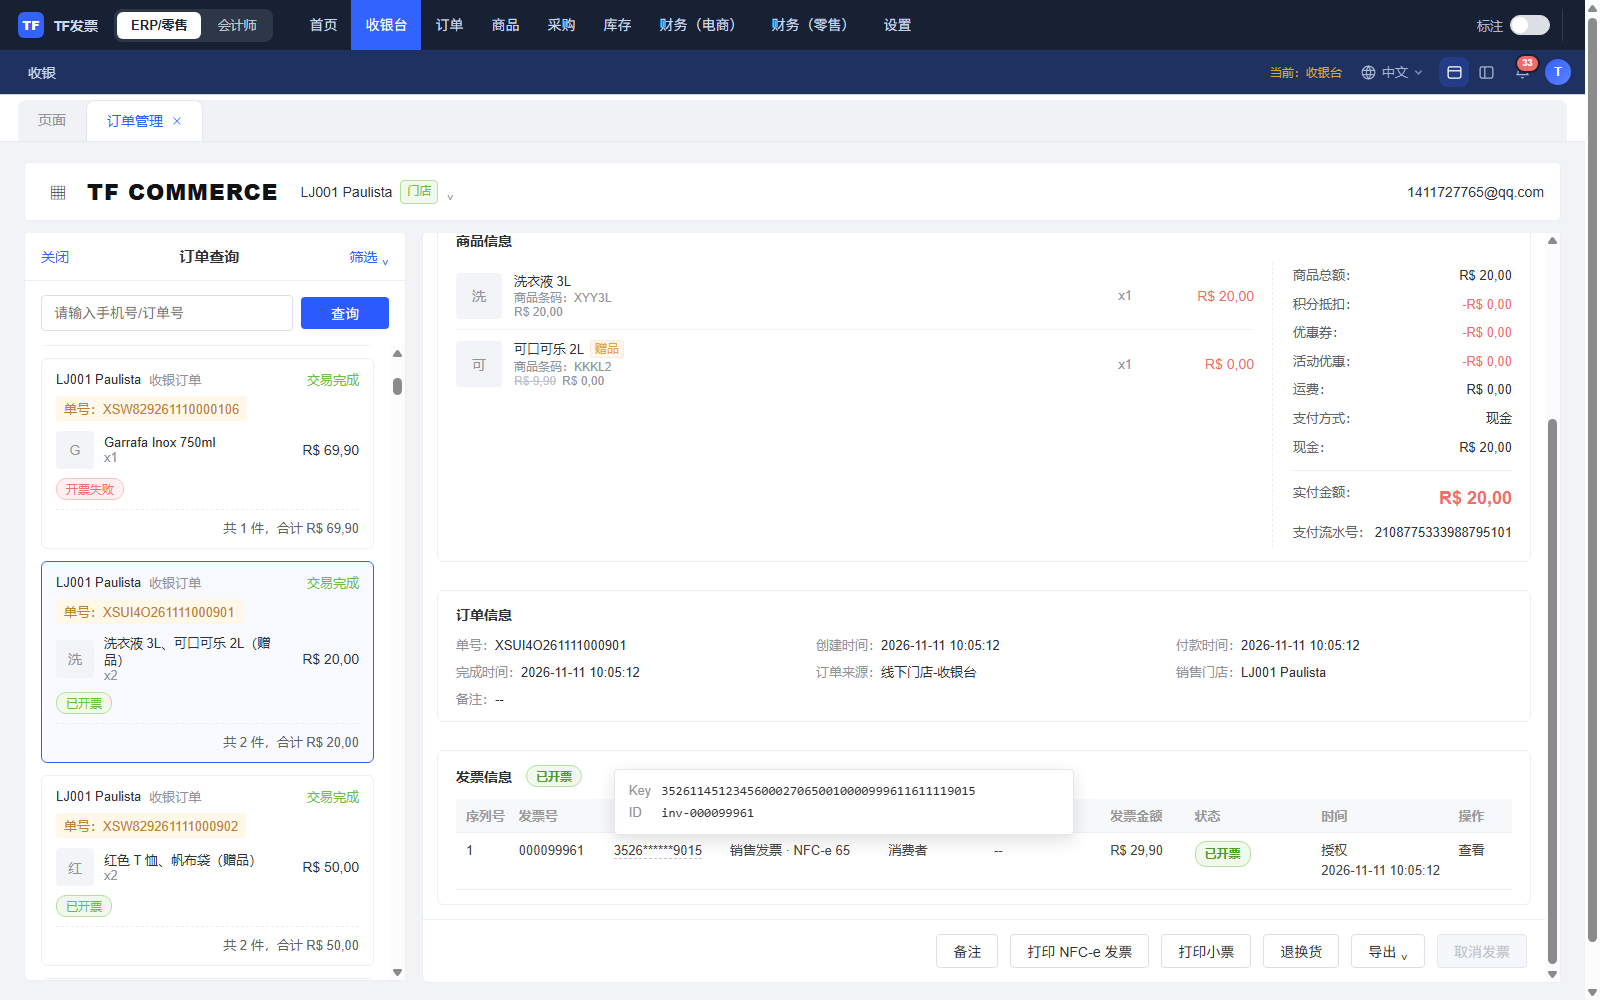 TF TF发票 ERP/零售 会计师 首页 收银台 订单 商品 采购 库存 财务（电商） 财务（零售） 设置 标注
收银 当前：收银台 中文 33 T
页面 订单管理 ×
TF COMMERCE LJ001 Paulista 门店 1411727765@qq.com
关闭 订单查询 筛选
请输入手机号/订单号 查询
LJ001 Paulista 收银订单 交易完成
单号：XSW829261110000106
G Garrafa Inox 750ml R$ 69,90
x1
开票失败
共 1 件，合计 R$ 69,90
LJ001 Paulista 收银订单 交易完成
单号：XSUI4O261111000901
洗 洗衣液 3L、可口可乐 2L（赠
品） R$ 20,00
x2
已开票
共 2 件，合计 R$ 20,00
LJ001 Paulista 收银订单 交易完成
单号：XSW829261111000902
红 红色 T 恤、帆布袋（赠品） R$ 50,00
x2
已开票
共 2 件，合计 R$ 50,00
商品信息
洗 洗衣液 3L x1 R$ 20,00
商品条码：XYY3L
R$ 20,00
可 可口可乐 2L 赠品 x1 R$ 0,00
商品条码：KKKL2
R$ 9,90 R$ 0,00
商品总额： R$ 20,00
积分抵扣： -R$ 0,00
优惠券： -R$ 0,00
活动优惠： -R$ 0,00
运费： R$ 0,00
支付方式： 现金
现金： R$ 20,00
实付金额： R$ 20,00
支付流水号： 2108775333988795101
订单信息
单号：XSUI4O261111000901 创建时间：2026-11-11 10:05:12 付款时间：2026-11-11 10:05:12
完成时间：2026-11-11 10:05:12 订单来源：线下门店-收银台 销售门店：LJ001 Paulista
备注：--
发票信息 已开票
Key 35261145123456000270650010000999611611119015
ID inv-000099961
序列号 发票号 发票金额 状态 时间 操作
1 000099961 3526******9015 销售发票 · NFC-e 65 消费者 -- R$ 29,90 已开票 授权 查看
2026-11-11 10:05:12
备注 打印 NFC-e 发票 打印小票 退换货 导出 取消发票